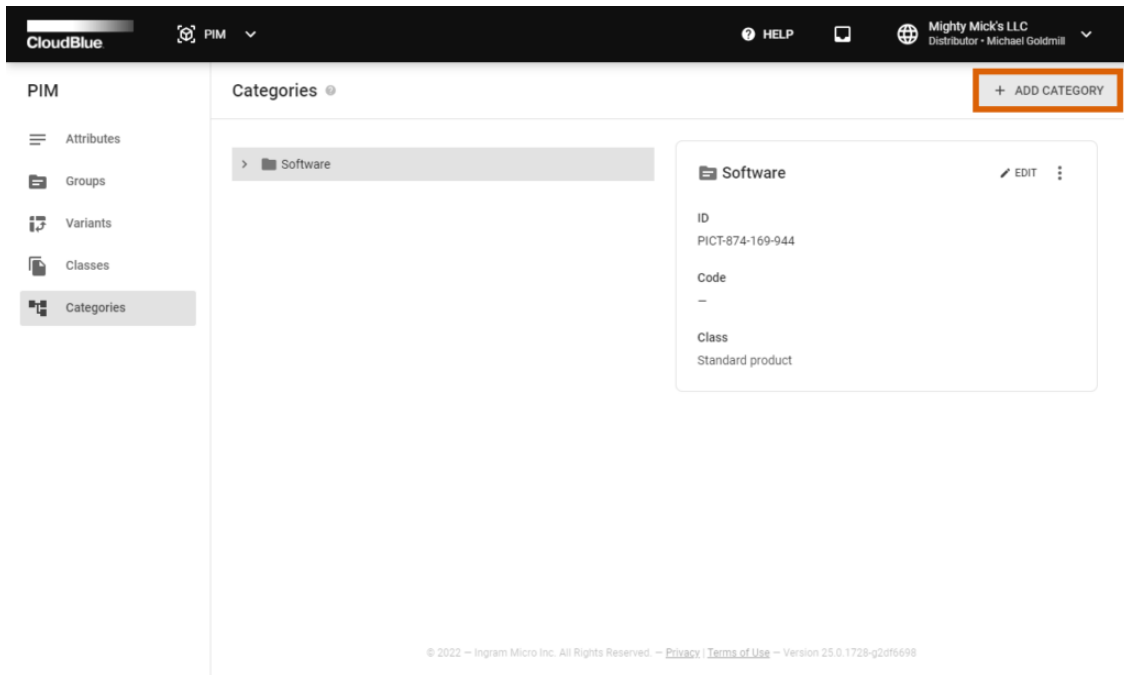 CloudBlue
PIM
HELP
Mighty Mick's LLC
Distributor • Michael Goldmill
PIM
Categories
+ ADD CATEGORY
Attributes
Groups
Variants
Classes
Categories
Software
Software
EDIT
ID
PICT-874-169-944
Code
–
Class
Standard product
© 2022 – Ingram Micro Inc. All Rights Reserved. – Privacy | Terms of Use – Version 25.0.1728-g2df6698